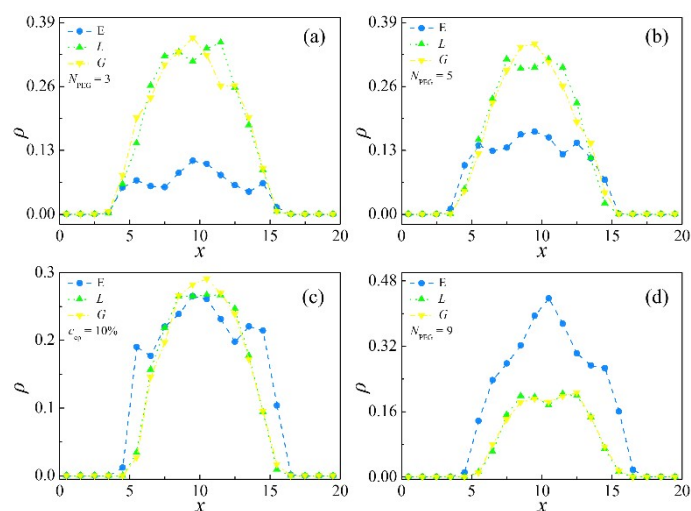 0.39
0.26
0.13
0.00
ρ
E
L
G
N_PEG = 3
(a)
0 5 10 15 20
x
0.39
0.26
0.13
0.00
ρ
E
L
G
N_PEG = 5
(b)
0 5 10 15 20
x
0.3
0.2
0.1
0.0
ρ
E
L
G
c_cp = 10%
(c)
0 5 10 15 20
x
0.48
0.32
0.16
0.00
ρ
E
L
G
N_PEG = 9
(d)
0 5 10 15 20
x